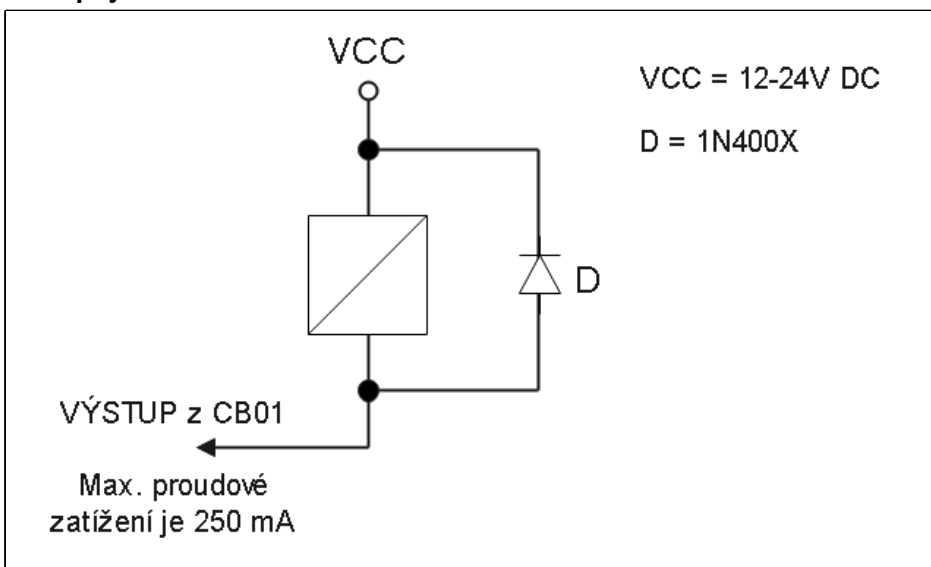 VCC
VCC = 12-24V DC
D = 1N400X
D
VÝSTUP z CB01
Max. proudové
zatížení je 250 mA